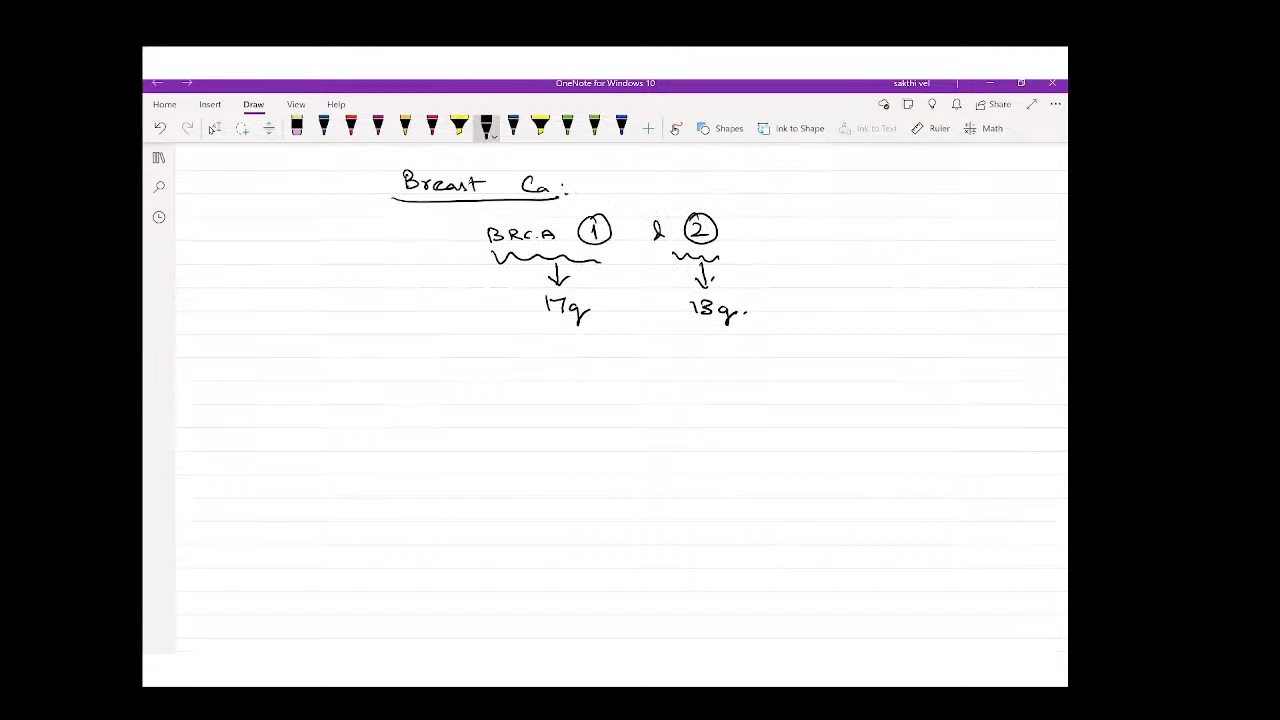 OneNote for Windows 10
sakthi vel
Home Insert Draw View Help
Share
Shapes Ink to Shape Ink to Text Ruler Math
Breast Ca:
BRCA 1 & 2
17q 13q.